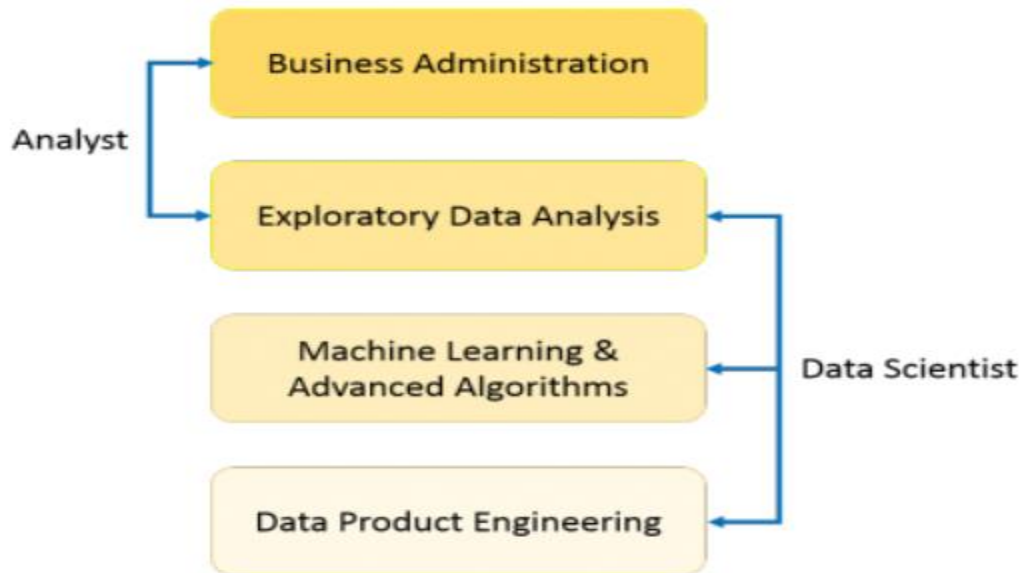 Business Administration
Analyst
Exploratory Data Analysis
Machine Learning &
Advanced Algorithms
Data Scientist
Data Product Engineering